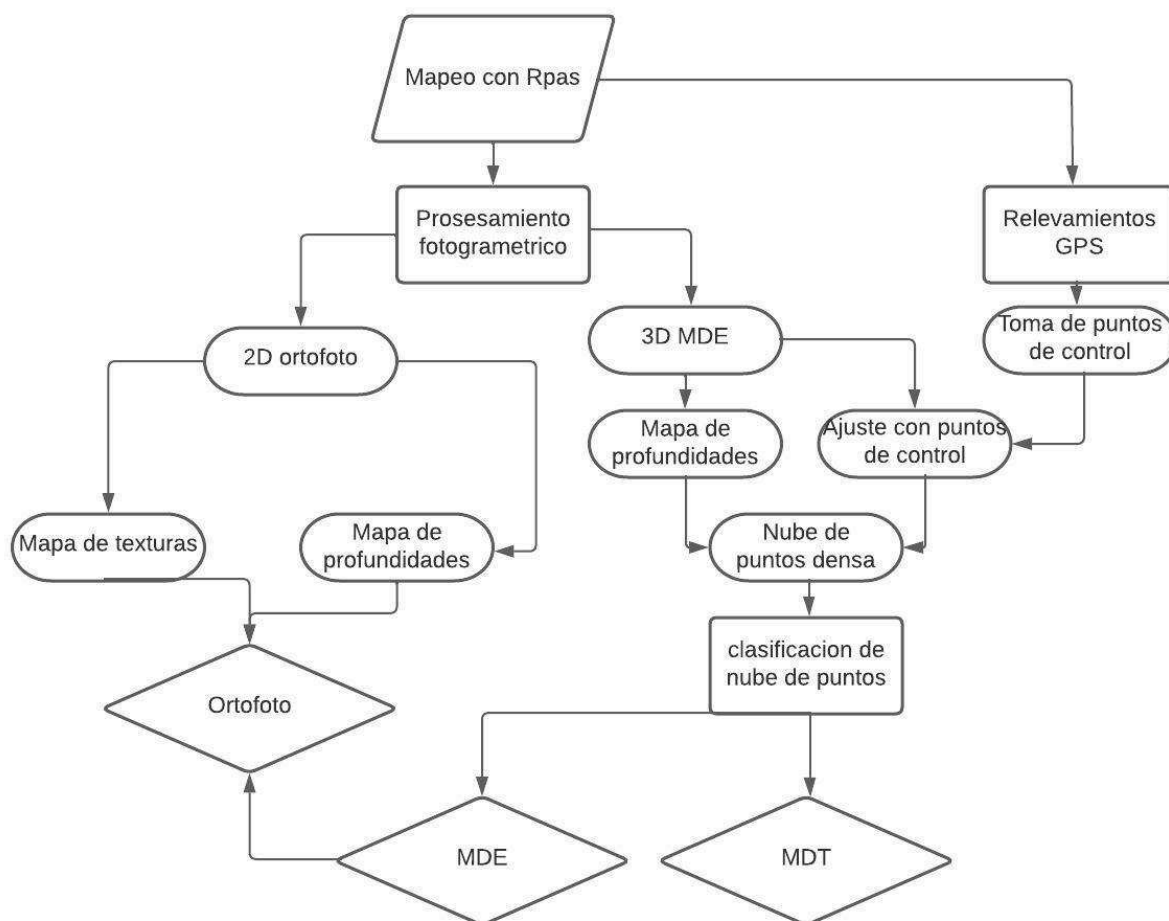 Mapeo con Rpas
Prosesamiento
fotogrametrico
Relevamientos
GPS
2D ortofoto
3D MDE
Toma de puntos
de control
Mapa de
profundidades
Ajuste con puntos
de control
Mapa de texturas
Mapa de
profundidades
Nube de
puntos densa
clasificacion de
nube de puntos
Ortofoto
MDE
MDT